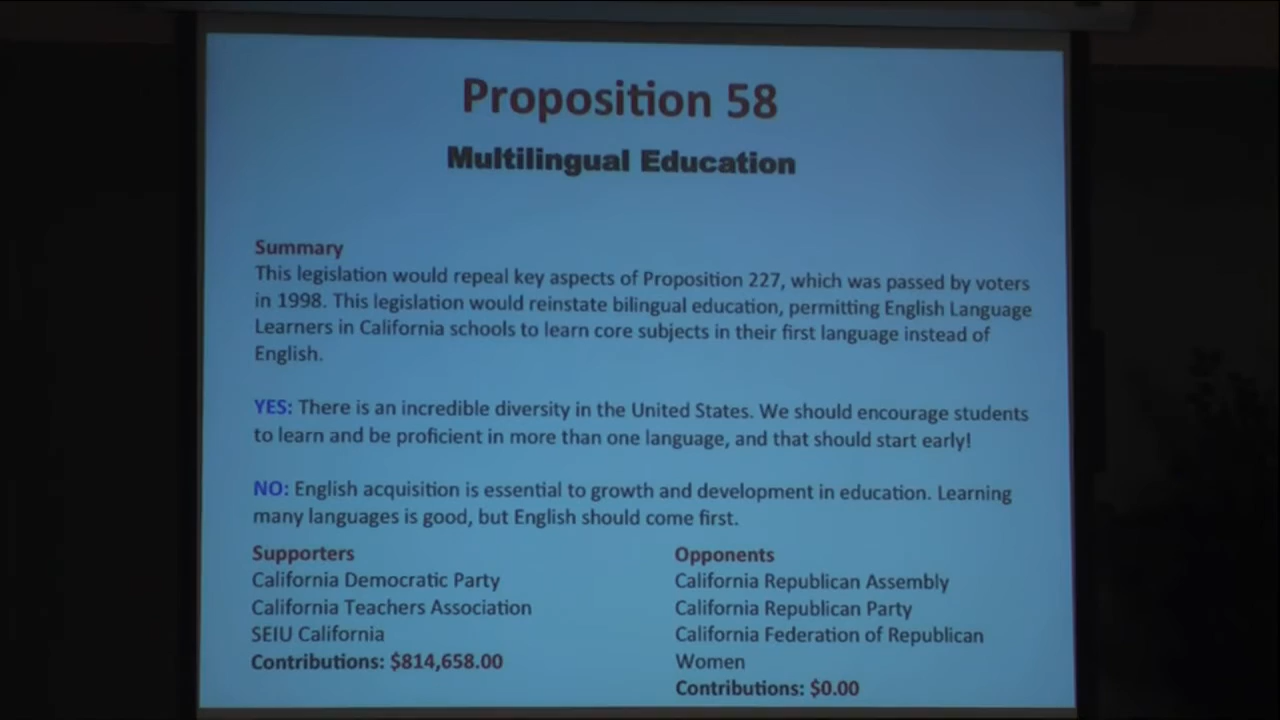 Proposition 58
Multilingual Education
Summary
This legislation would repeal key aspects of Proposition 227, which was passed by voters
in 1998. This legislation would reinstate bilingual education, permitting English Language
Learners in California schools to learn core subjects in their first language instead of
English.
YES: There is an incredible diversity in the United States. We should encourage students
to learn and be proficient in more than one language, and that should start early!
NO: English acquisition is essential to growth and development in education. Learning
many languages is good, but English should come first.
Supporters
California Democratic Party
California Teachers Association
SEIU California
Contributions: $814,658.00
Opponents
California Republican Assembly
California Republican Party
California Federation of Republican
Women
Contributions: $0.00